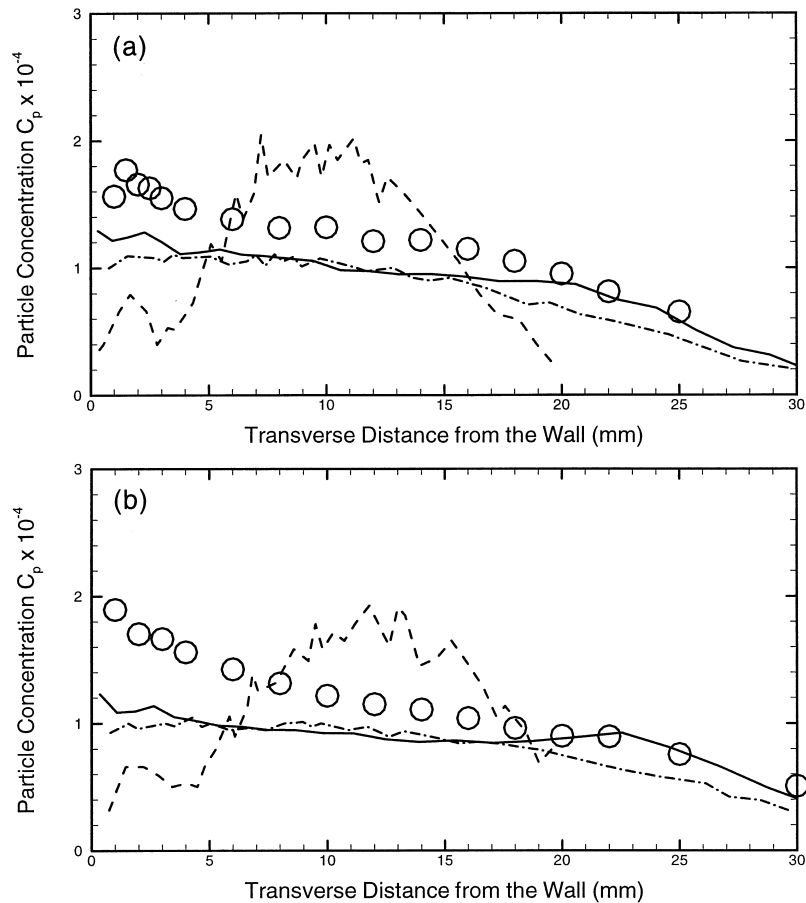 3
(a)
2
1
0
0 5 10 15 20 25 30
Particle Concentration Cp x 10-4
Transverse Distance from the Wall (mm)
3
(b)
2
1
0
0 5 10 15 20 25 30
Particle Concentration Cp x 10-4
Transverse Distance from the Wall (mm)